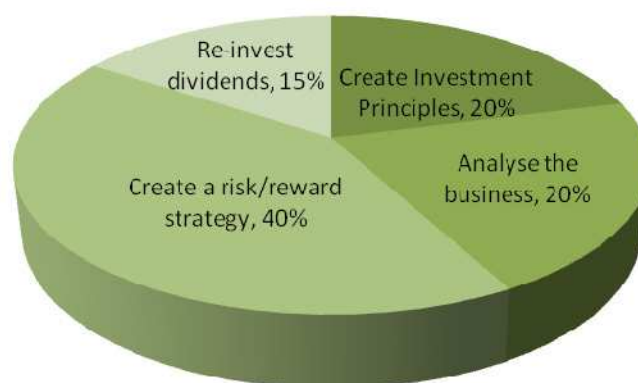 Re-invest
dividends, 15%
Create Investment
Principles, 20%
Analyse the
business, 20%
Create a risk/reward
strategy, 40%